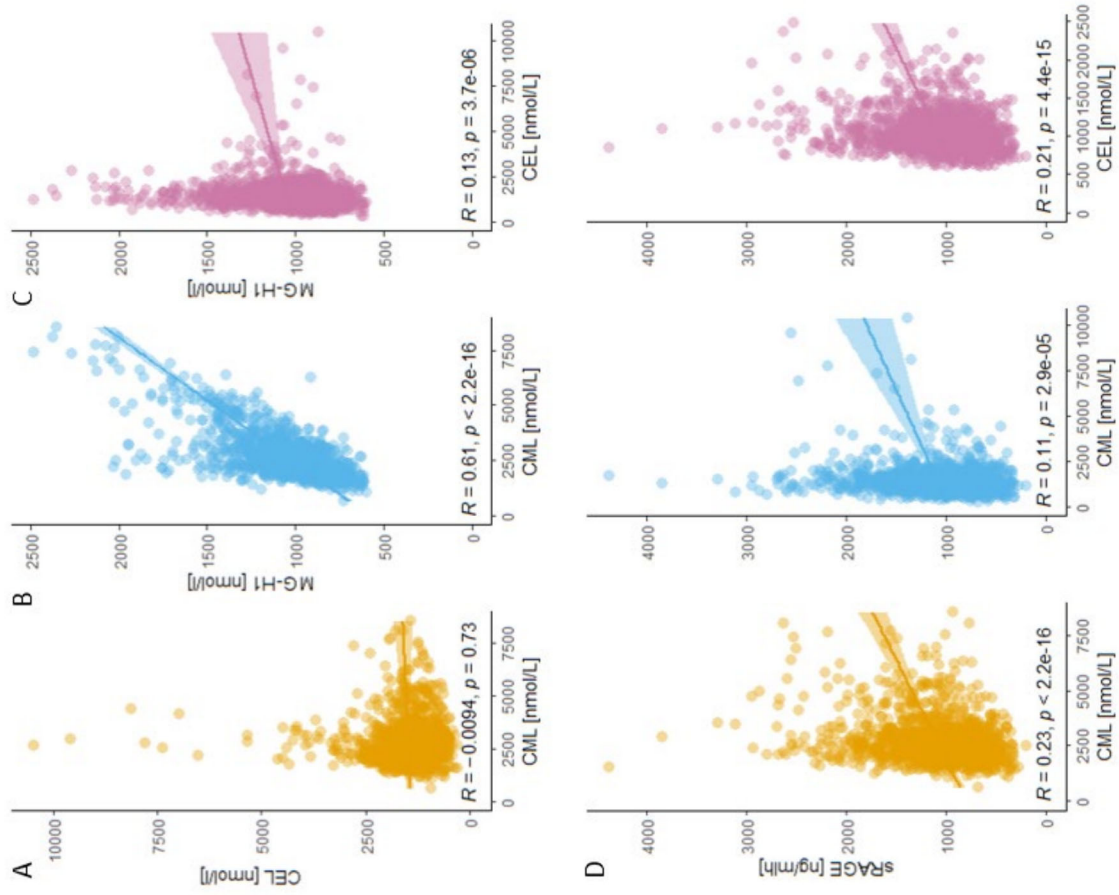 A
CEL [nmol/l]
10000
7500
5000
2500
0
R = −0.0094, p = 0.73
0 2500 5000 7500
CML [nmol/L]
B
MG-H1 [nmol/l]
2500
2000
1500
1000
500
0
R = 0.61, p < 2.2e-16
0 2500 5000 7500
CML [nmol/L]
C
MG-H1 [nmol/l]
2500
2000
1500
1000
500
0
R = 0.13, p = 3.7e-06
0 2500 5000 7500 10000
CEL [nmol/L]
D
sRAGE [ng/mlh]
4000
3000
2000
1000
0
R = 0.23, p < 2.2e-16
0 2500 5000 7500
CML [nmol/L]
4000
3000
2000
1000
0
R = 0.11, p = 2.9e-05
0 2500 5000 7500 10000
CML [nmol/L]
4000
3000
2000
1000
0
R = 0.21, p = 4.4e-15
0 500 1000 1500 2000 2500
CEL [nmol/L]